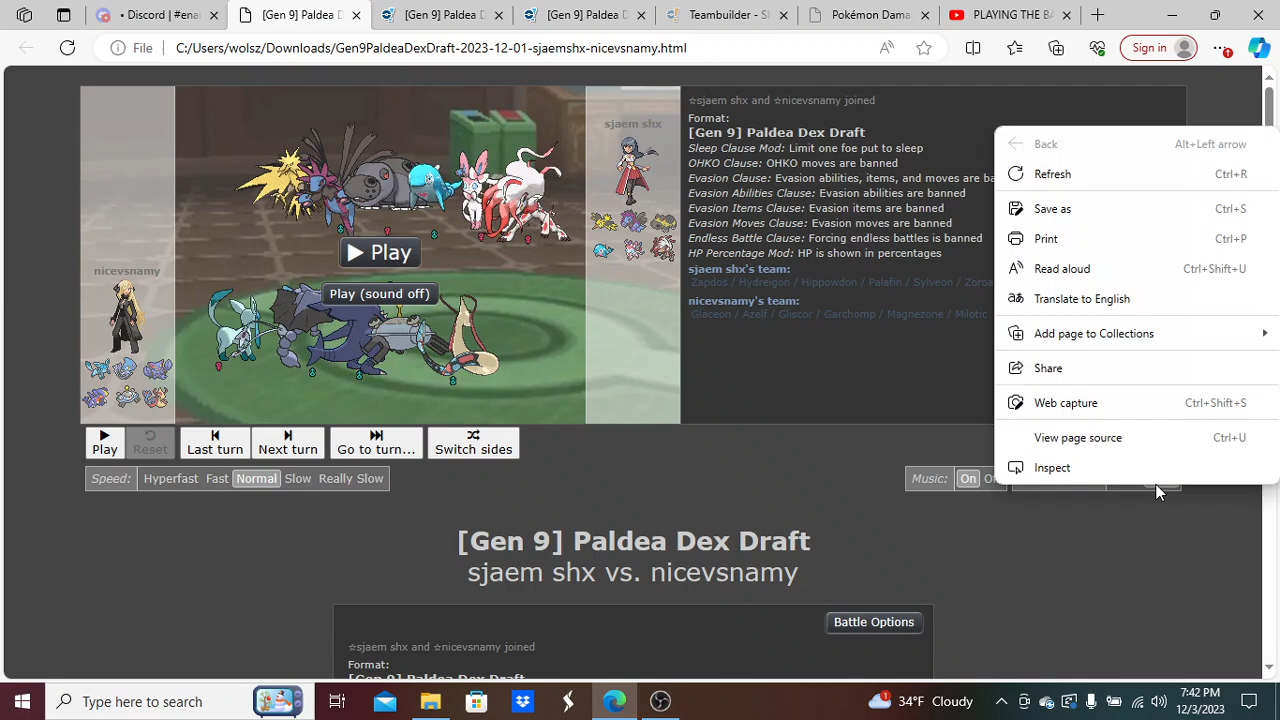 - Discord | #enar
[Gen 9] Paldea D
[Gen 9] Paldea D
[Gen 9] Paldea D
Teambuilder - Sh
Pokémon Dama
PLAYING THE BA
File
C:/Users/wolsz/Downloads/Gen9PaldeaDexDraft-2023-12-01-sjaemshx-nicevsnamy.html
Sign in
sjaem shx
nicevsnamy
Play
Play (sound off)
☆sjaem shx and ☆nicevsnamy joined
Format:
[Gen 9] Paldea Dex Draft
Sleep Clause Mod: Limit one foe put to sleep
OHKO Clause: OHKO moves are banned
Evasion Clause: Evasion abilities, items, and moves are ba
Evasion Abilities Clause: Evasion abilities are banned
Evasion Items Clause: Evasion items are banned
Evasion Moves Clause: Evasion moves are banned
Endless Battle Clause: Forcing endless battles is banned
HP Percentage Mod: HP is shown in percentages
sjaem shx's team:
Zapdos / Hydreigon / Hippowdon / Palafin / Sylveon / Zoroa
nicevsnamy's team:
Glaceon / Azelf / Gliscor / Garchomp / Magnezone / Milotic
Back Alt+Left arrow
Refresh Ctrl+R
Save as Ctrl+S
Print Ctrl+P
Read aloud Ctrl+Shift+U
Translate to English
Add page to Collections
Share
Web capture Ctrl+Shift+S
View page source Ctrl+U
Inspect
Play Reset Last turn Next turn Go to turn... Switch sides
Speed: Hyperfast Fast Normal Slow Really Slow
Music: On
[Gen 9] Paldea Dex Draft
sjaem shx vs. nicevsnamy
Battle Options
☆sjaem shx and ☆nicevsnamy joined
Format:
[Gen 9] Paldea Dex Draft
Type here to search
34°F Cloudy
7:42 PM
12/3/2023